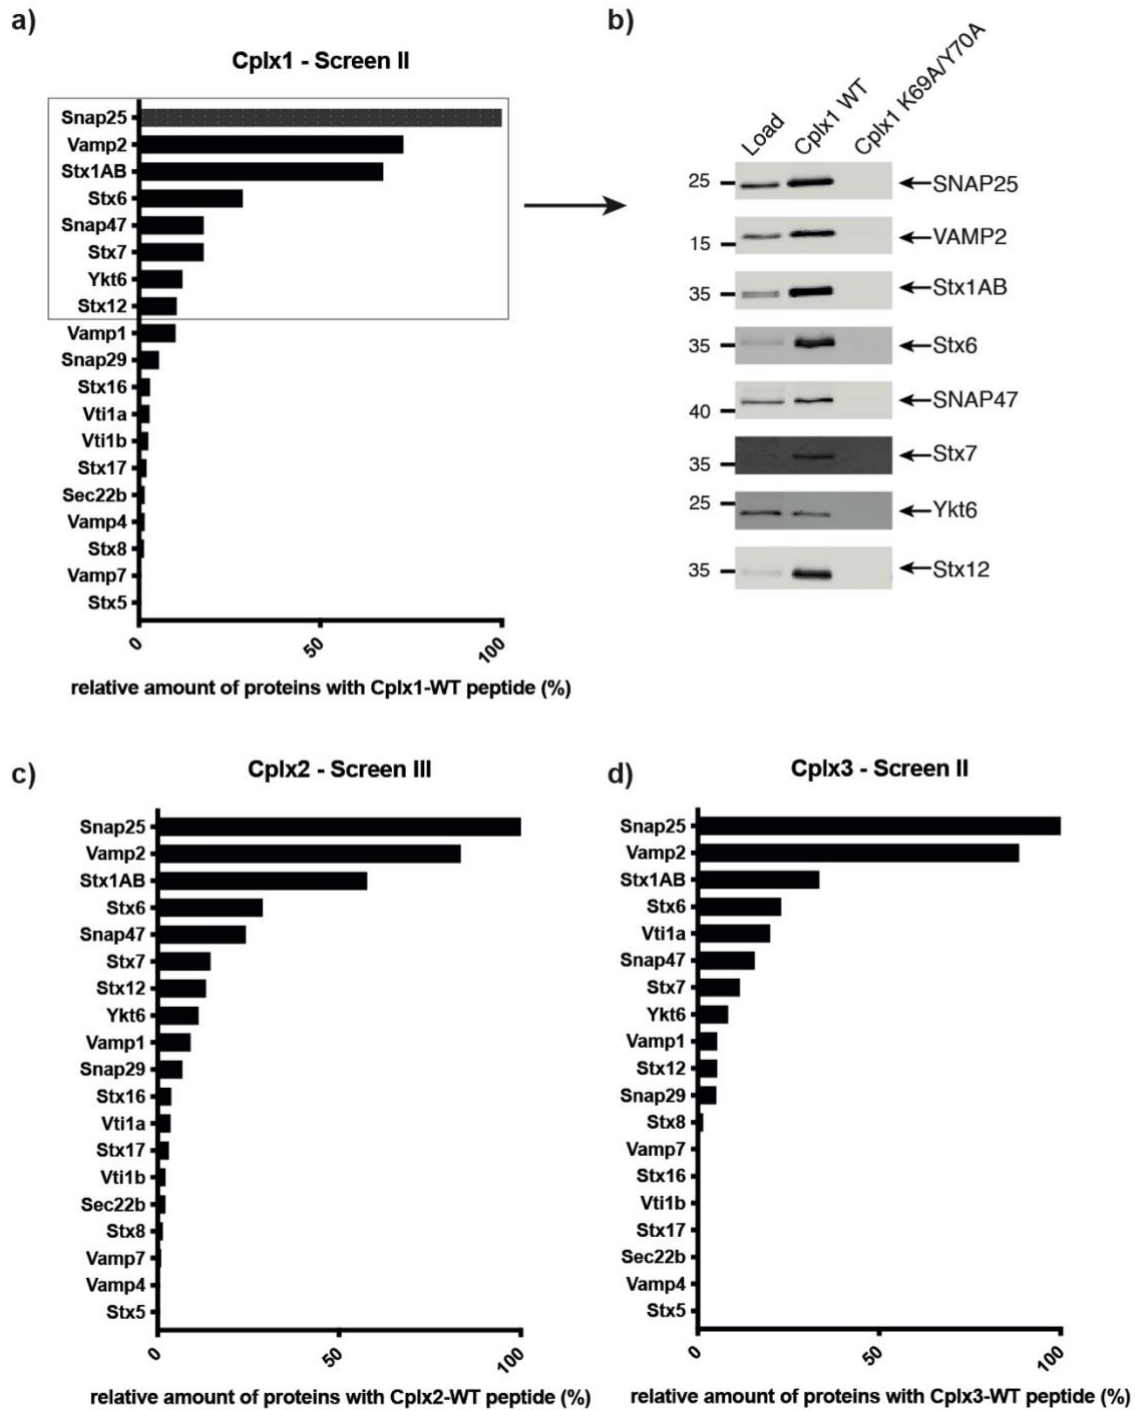 a)
Cplx1 - Screen II
Snap25
Vamp2
Stx1AB
Stx6
Snap47
Stx7
Ykt6
Stx12
Vamp1
Snap29
Stx16
Vti1a
Vti1b
Stx17
Sec22b
Vamp4
Stx8
Vamp7
Stx5
0 50 100
relative amount of proteins with Cplx1-WT peptide (%)
b)
Load Cplx1 WT Cplx1 K69A/Y70A
25 SNAP25
15 VAMP2
35 Stx1AB
35 Stx6
40 SNAP47
35 Stx7
25 Ykt6
35 Stx12
c)
Cplx2 - Screen III
Snap25
Vamp2
Stx1AB
Stx6
Snap47
Stx7
Stx12
Ykt6
Vamp1
Snap29
Stx16
Vti1a
Stx17
Vti1b
Sec22b
Stx8
Vamp7
Vamp4
Stx5
0 50 100
relative amount of proteins with Cplx2-WT peptide (%)
d)
Cplx3 - Screen II
Snap25
Vamp2
Stx1AB
Stx6
Vti1a
Snap47
Stx7
Ykt6
Vamp1
Stx12
Snap29
Stx8
Vamp7
Stx16
Vti1b
Stx17
Sec22b
Vamp4
Stx5
0 50 100
relative amount of proteins with Cplx3-WT peptide (%)